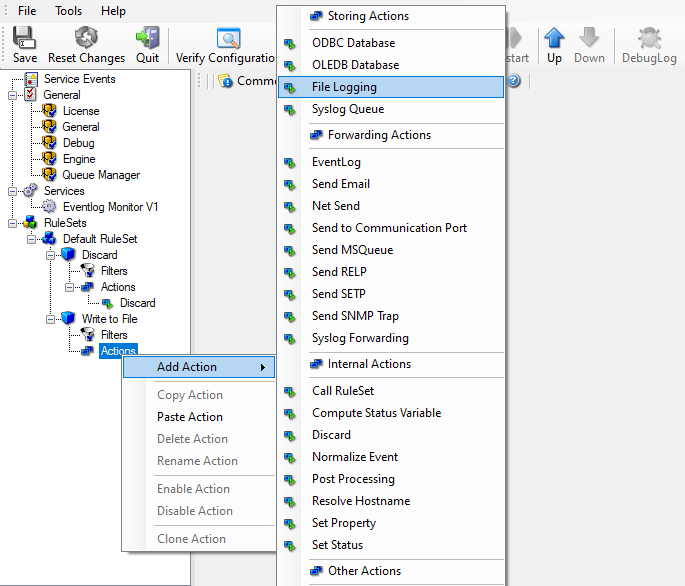 File Tools Help
Save Reset Changes Quit Verify Configuratio start Up Down DebugLog
Comm
Service Events
General
License
General
Debug
Engine
Queue Manager
Services
Eventlog Monitor V1
RuleSets
Default RuleSet
Discard
Filters
Actions
Discard
Write to File
Filters
Actions
Add Action
Copy Action
Paste Action
Delete Action
Rename Action
Enable Action
Disable Action
Clone Action
Storing Actions
ODBC Database
OLEDB Database
File Logging
Syslog Queue
Forwarding Actions
EventLog
Send Email
Net Send
Send to Communication Port
Send MSQueue
Send RELP
Send SETP
Send SNMP Trap
Syslog Forwarding
Internal Actions
Call RuleSet
Compute Status Variable
Discard
Normalize Event
Post Processing
Resolve Hostname
Set Property
Set Status
Other Actions